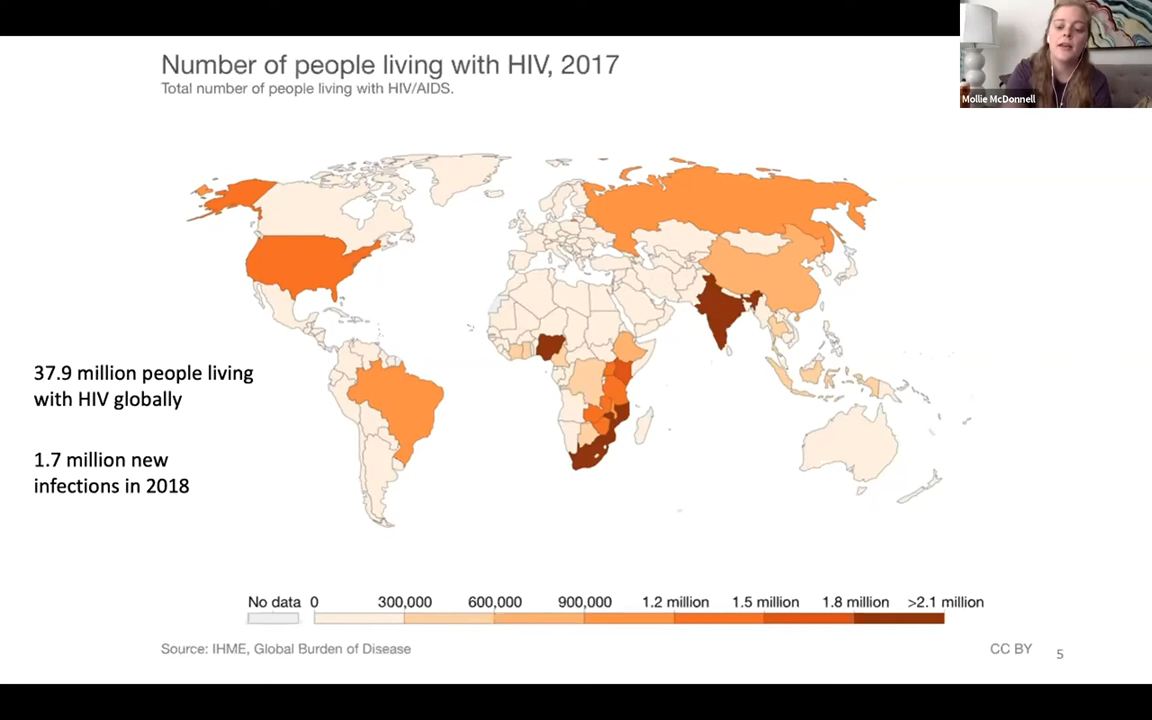 Number of people living with HIV, 2017
Total number of people living with HIV/AIDS.
Mollie McDonnell
37.9 million people living
with HIV globally
1.7 million new
infections in 2018
No data 0 300,000 600,000 900,000 1.2 million 1.5 million 1.8 million >2.1 million
Source: IHME, Global Burden of Disease
CC BY
5